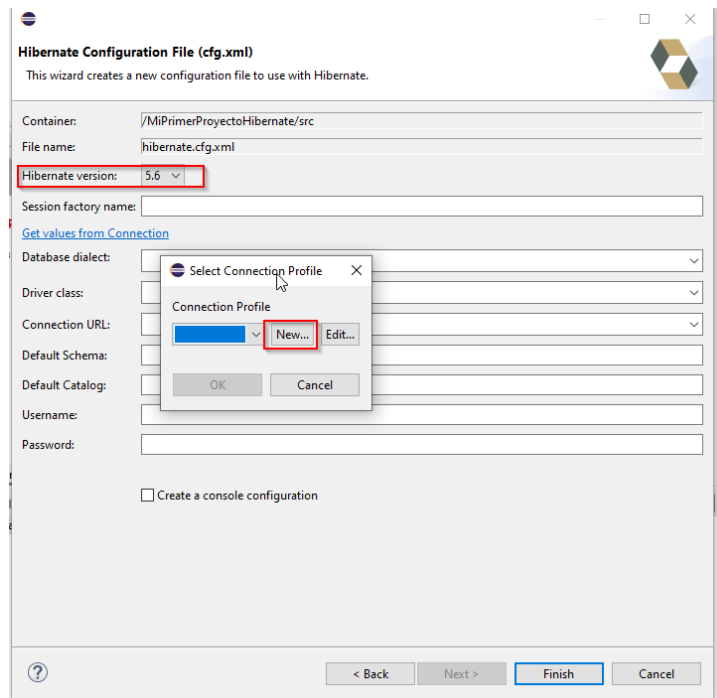 Hibernate Configuration File (cfg.xml)
This wizard creates a new configuration file to use with Hibernate.
Container: /MiPrimerProyectoHibernate/src
File name: hibernate.cfg.xml
Hibernate version: 5.6
Session factory name:
Get values from Connection
Database dialect:
Select Connection Profile
Driver class:
Connection Profile
Connection URL:
New... Edit...
Default Schema:
Default Catalog:
OK Cancel
Username:
Password:
Create a console configuration
? < Back Next > Finish Cancel